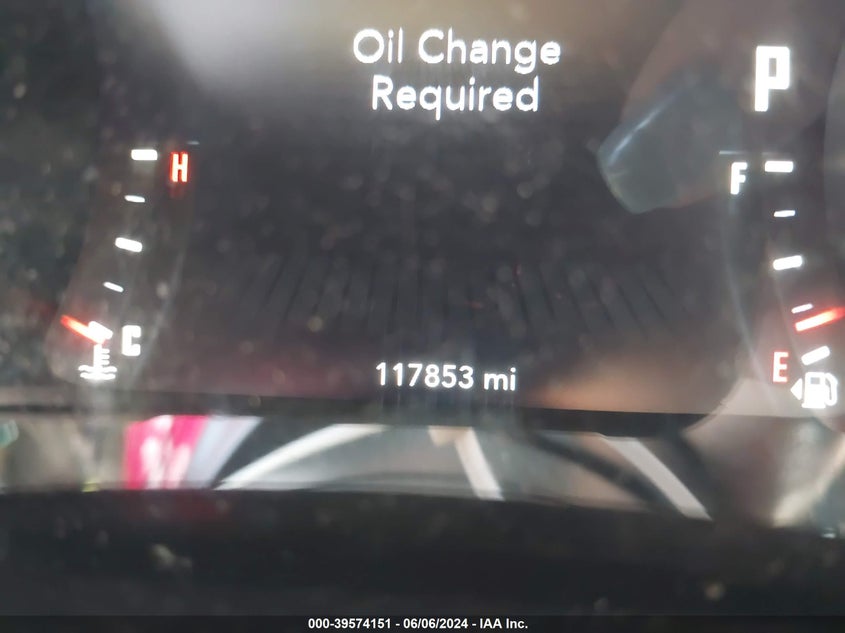 Oil Change
Required
P
H
F
C
E
117853 mi
000-39574151 - 06/06/2024 - IAA Inc.